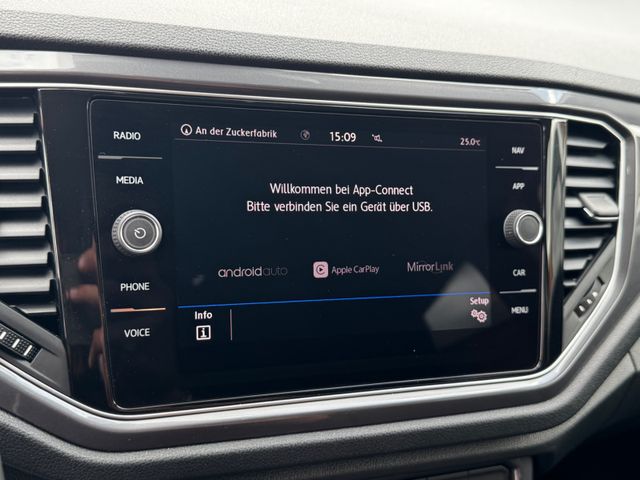 RADIO
MEDIA
PHONE
VOICE
An der Zuckerfabrik 15:09 25.0°C
Willkommen bei App-Connect
Bitte verbinden Sie ein Gerät über USB.
androidauto Apple CarPlay MirrorLink
Info Setup
NAV
APP
CAR
MENU